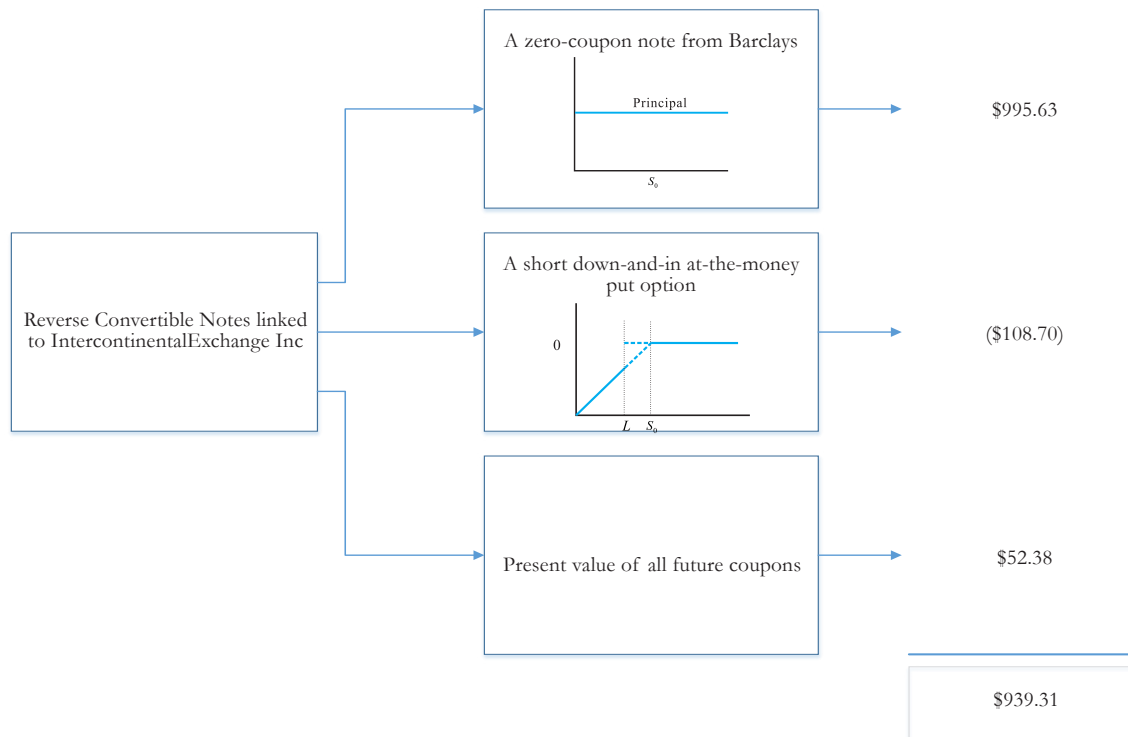 A zero-coupon note from Barclays
Principal
S₀
$995.63
Reverse Convertible Notes linked
to IntercontinentalExchange Inc
A short down-and-in at-the-money
put option
0
L S₀
($108.70)
Present value of all future coupons
$52.38
$939.31